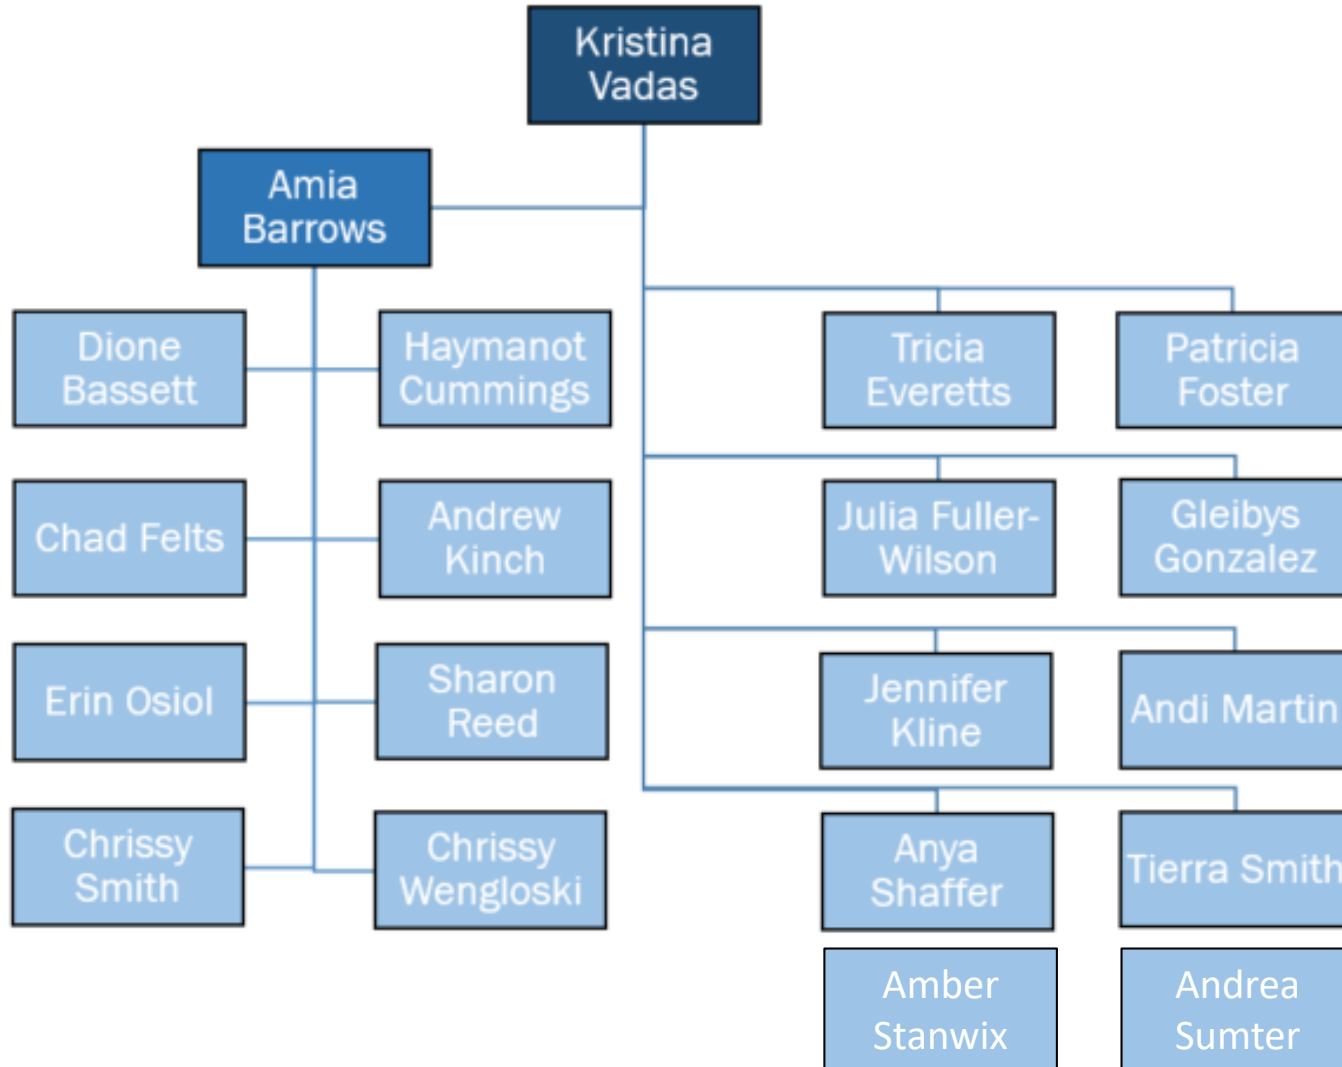 Kristina
Vadas
Amia
Barrows
Dione
Bassett
Haymanot
Cummings
Tricia
Everetts
Patricia
Foster
Chad Felts
Andrew
Kinch
Julia Fuller-
Wilson
Gleibys
Gonzalez
Erin Osiol
Sharon
Reed
Jennifer
Kline
Andi Martin
Chrissy
Smith
Chrissy
Wengloski
Anya
Shaffer
Tierra Smith
Amber
Stanwix
Andrea
Sumter